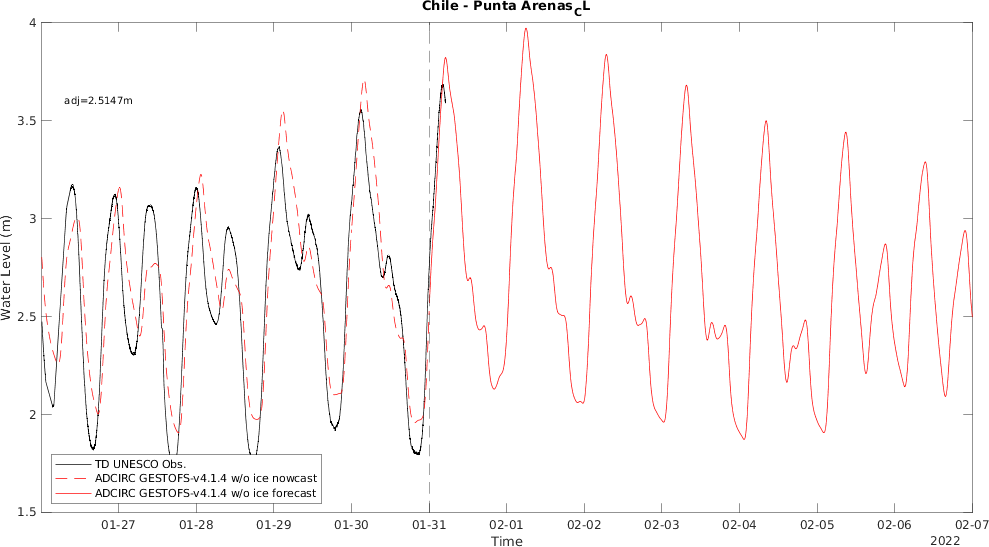 Chile - Punta Arenas_CL
4
adj=2.5147m
3.5
3
Water Level (m)
2.5
2
TD UNESCO Obs.
ADCIRC GESTOFS-v4.1.4 w/o ice nowcast
ADCIRC GESTOFS-v4.1.4 w/o ice forecast
1.5
01-27 01-28 01-29 01-30 01-31 02-01 02-02 02-03 02-04 02-05 02-06 02-07
Time
2022